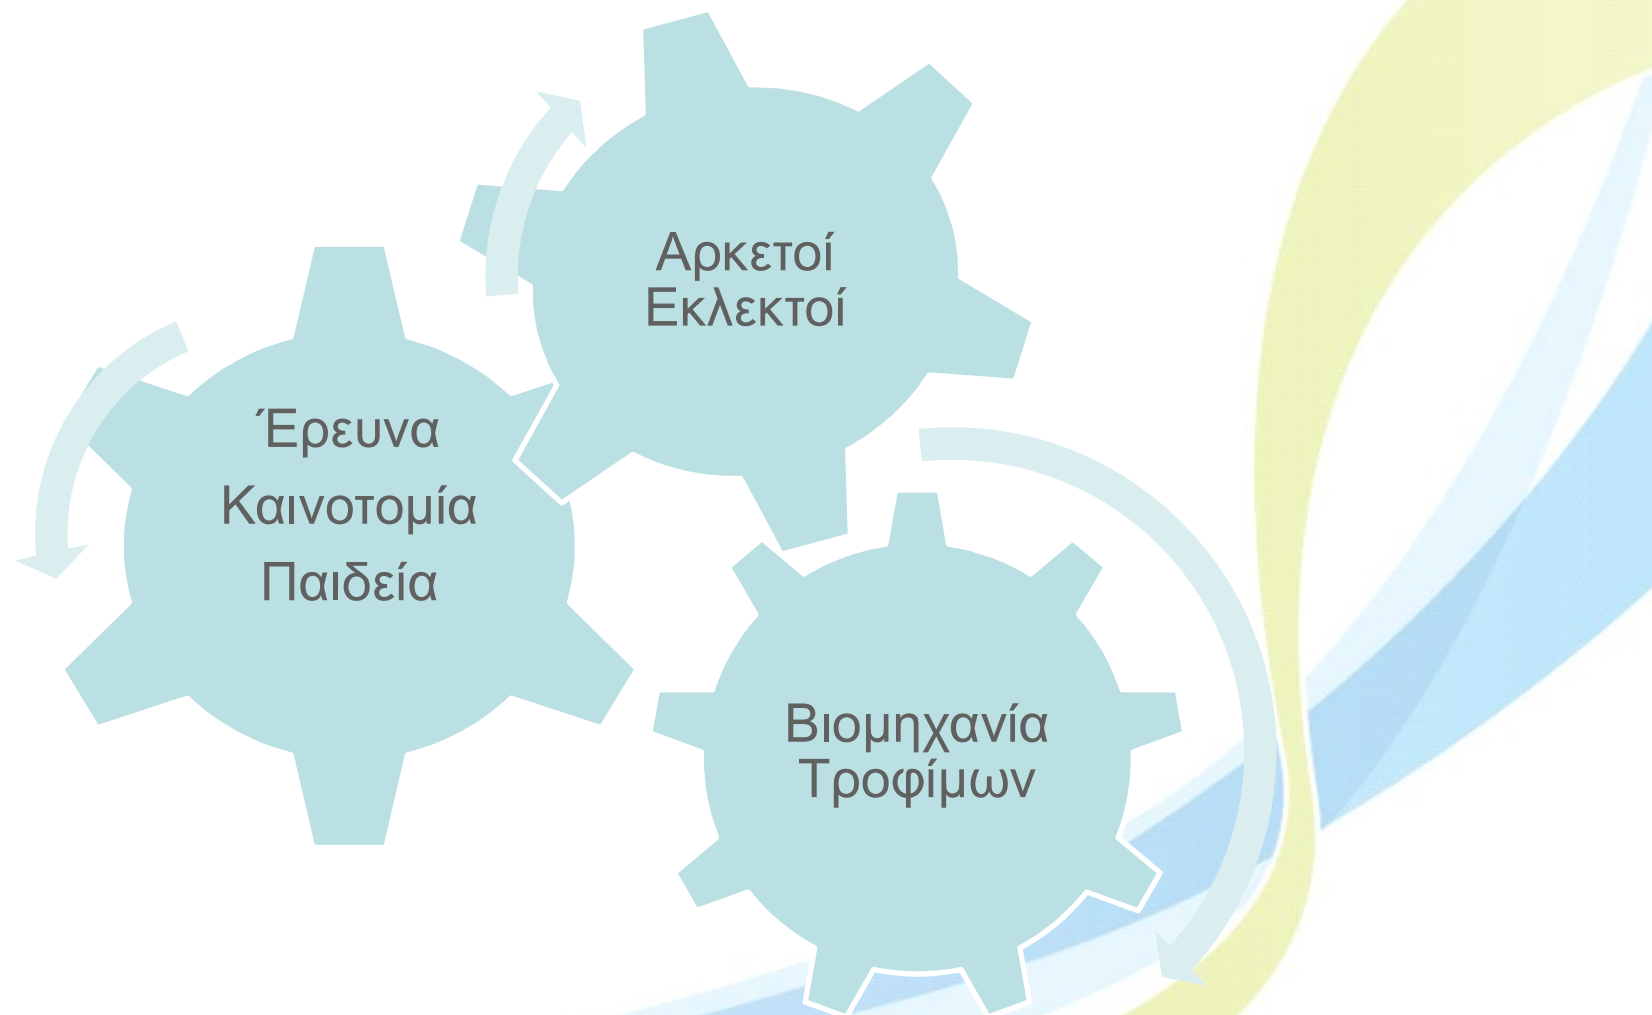 Αρκετοί
Εκλεκτοί
Έρευνα
Καινοτομία
Παιδεία
Βιομηχανία
Τροφίμων